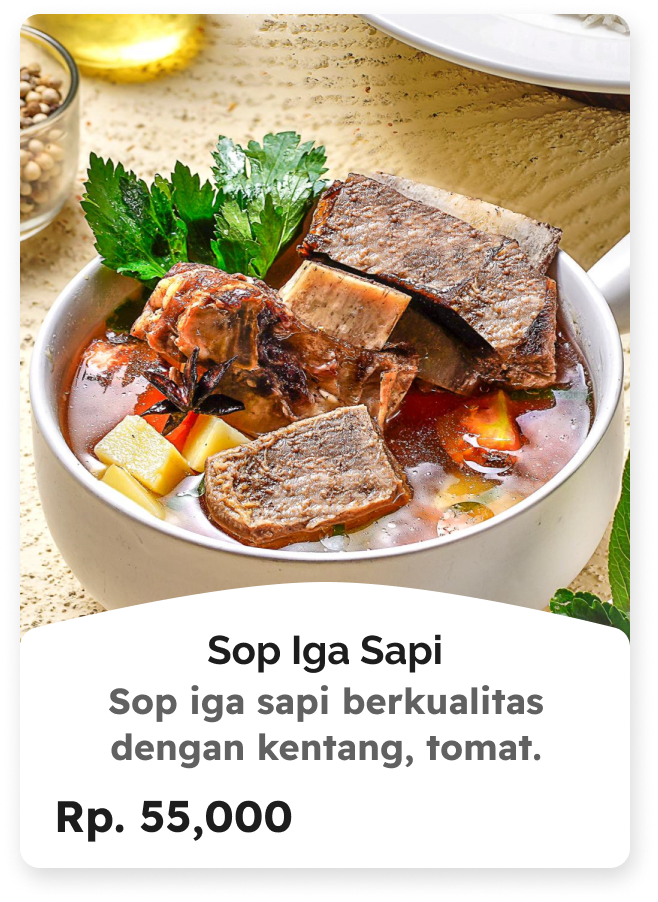 Sop Iga Sapi
Sop iga sapi berkualitas
dengan kentang, tomat.
Rp. 55,000